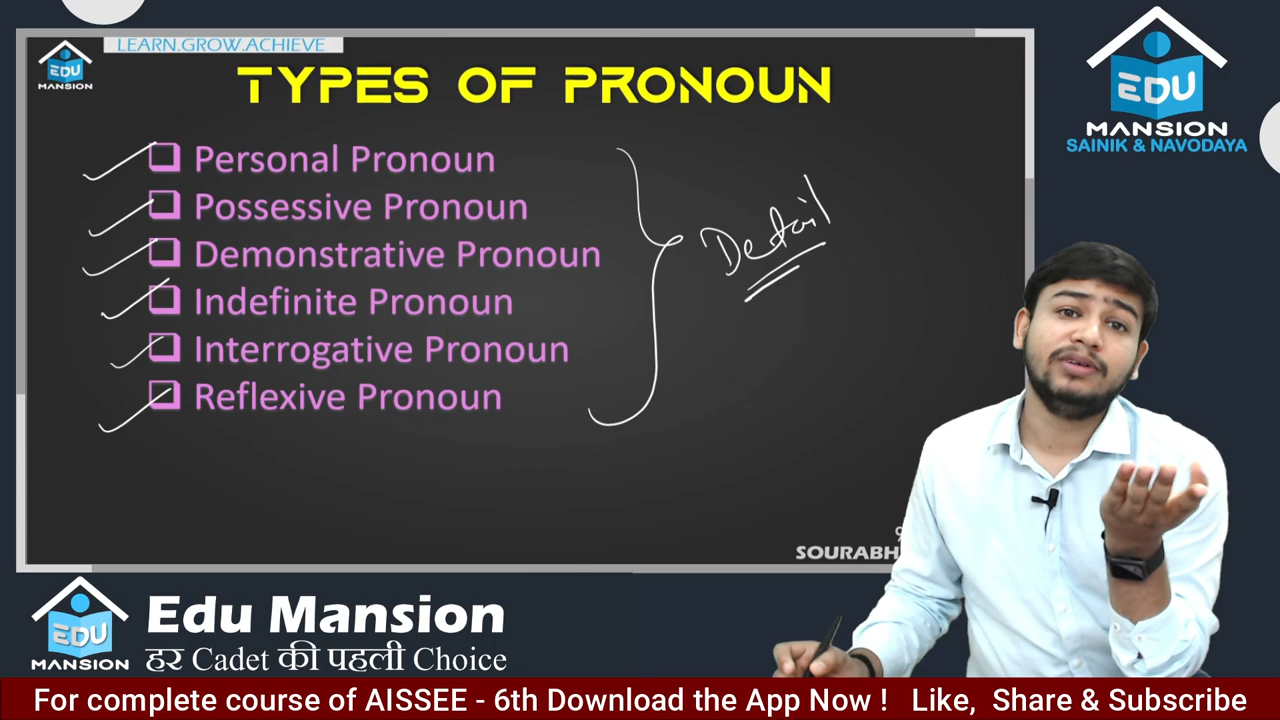 LEARN.GROW.ACHIEVE
EDU
MANSION
TYPES OF PRONOUN
Personal Pronoun
Possessive Pronoun
Demonstrative Pronoun
Indefinite Pronoun
Interrogative Pronoun
Reflexive Pronoun
Detail
EDU
MANSION
SAINIK & NAVODAYA
SOURABH
EDU
MANSION
Edu Mansion
हर Cadet की पहली Choice
For complete course of AISSEE - 6th Download the App Now ! Like, Share & Subscribe